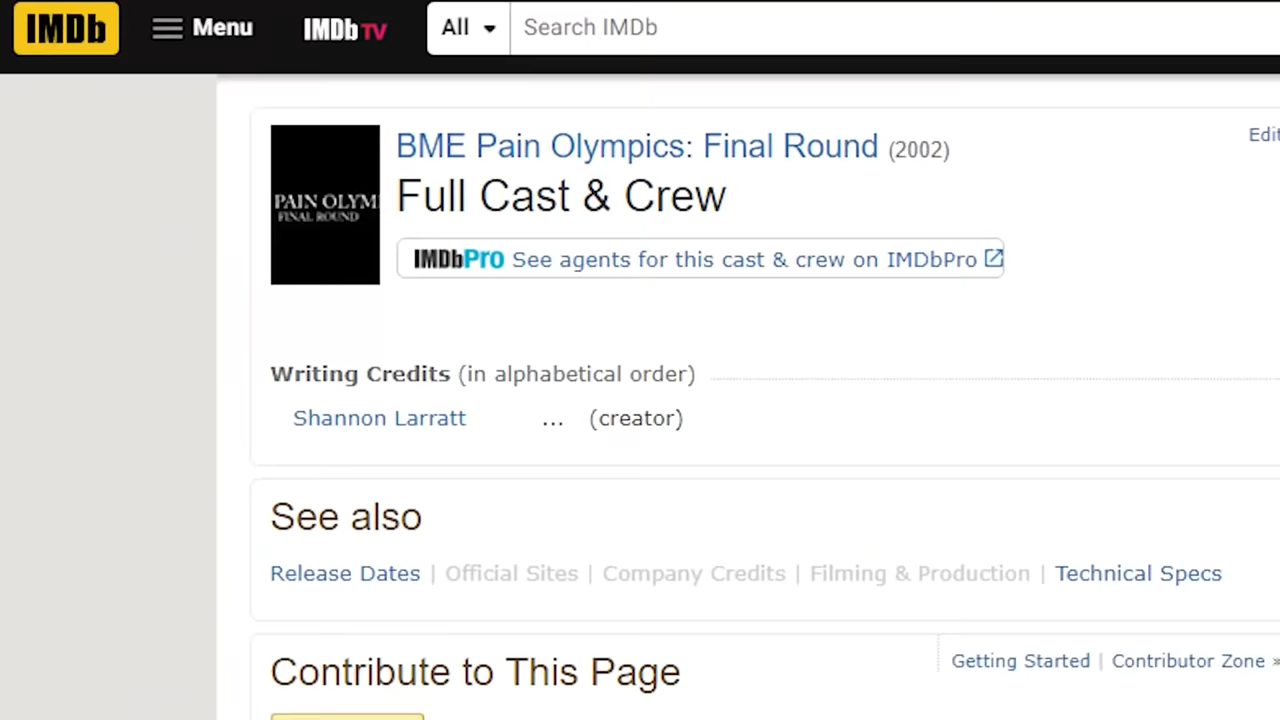 IMDb Menu IMDb TV All Search IMDb
BME Pain Olympics: Final Round (2002)
Edit
PAIN OLYM
FINAL ROUND
Full Cast & Crew
IMDbPro See agents for this cast & crew on IMDbPro
Writing Credits (in alphabetical order)
Shannon Larratt ... (creator)
See also
Release Dates | Official Sites | Company Credits | Filming & Production | Technical Specs
Contribute to This Page
Getting Started | Contributor Zone »